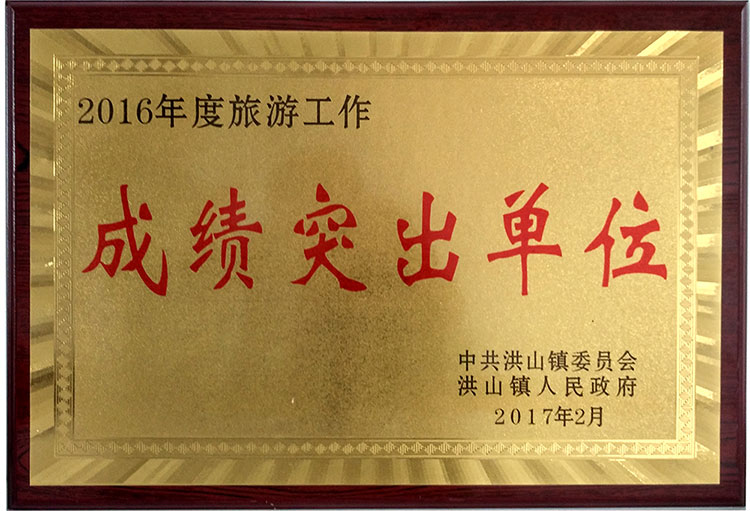 2016年度旅游工作
成绩突出单位
中共洪山镇委员会
洪山镇人民政府
2017年2月